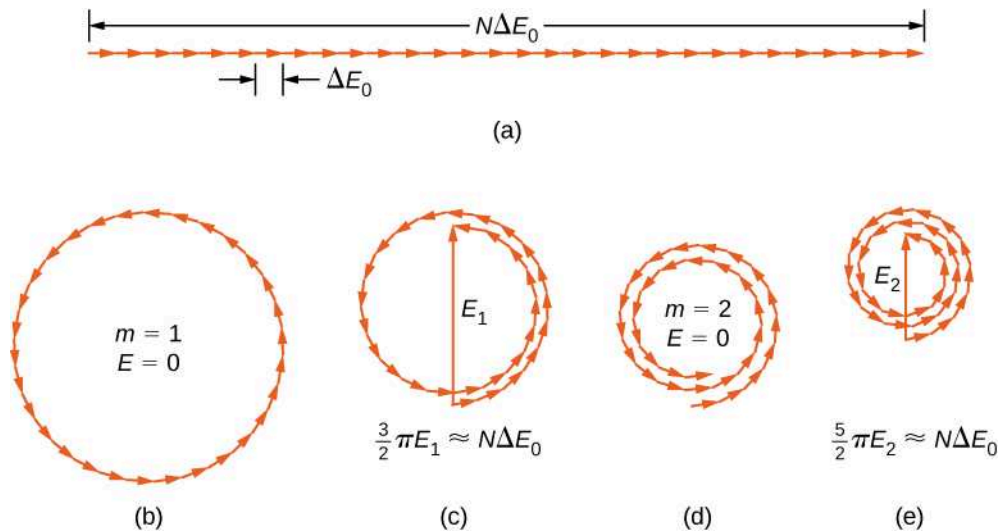 NΔE₀
ΔE₀
(a)
m = 1
E = 0
E₁
m = 2
E = 0
E₂
3/2 πE₁ ≈ NΔE₀
5/2 πE₂ ≈ NΔE₀
(b)
(c)
(d)
(e)